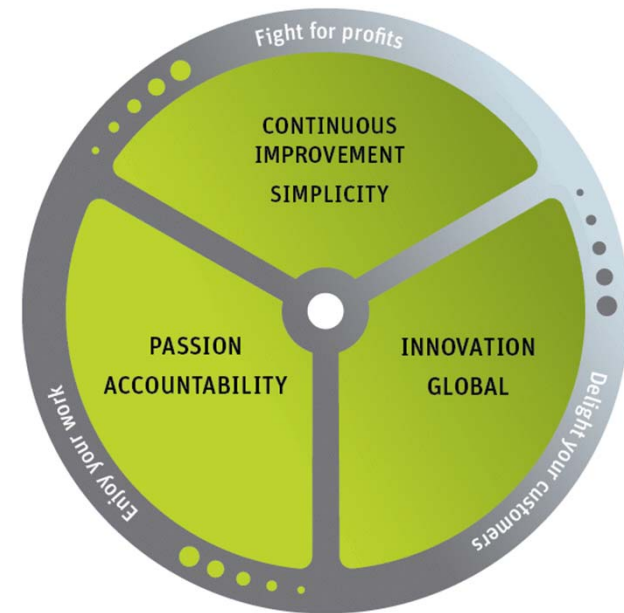 Fight for profits
CONTINUOUS
IMPROVEMENT
SIMPLICITY
PASSION
ACCOUNTABILITY
INNOVATION
GLOBAL
Enjoy your work
Delight your customers